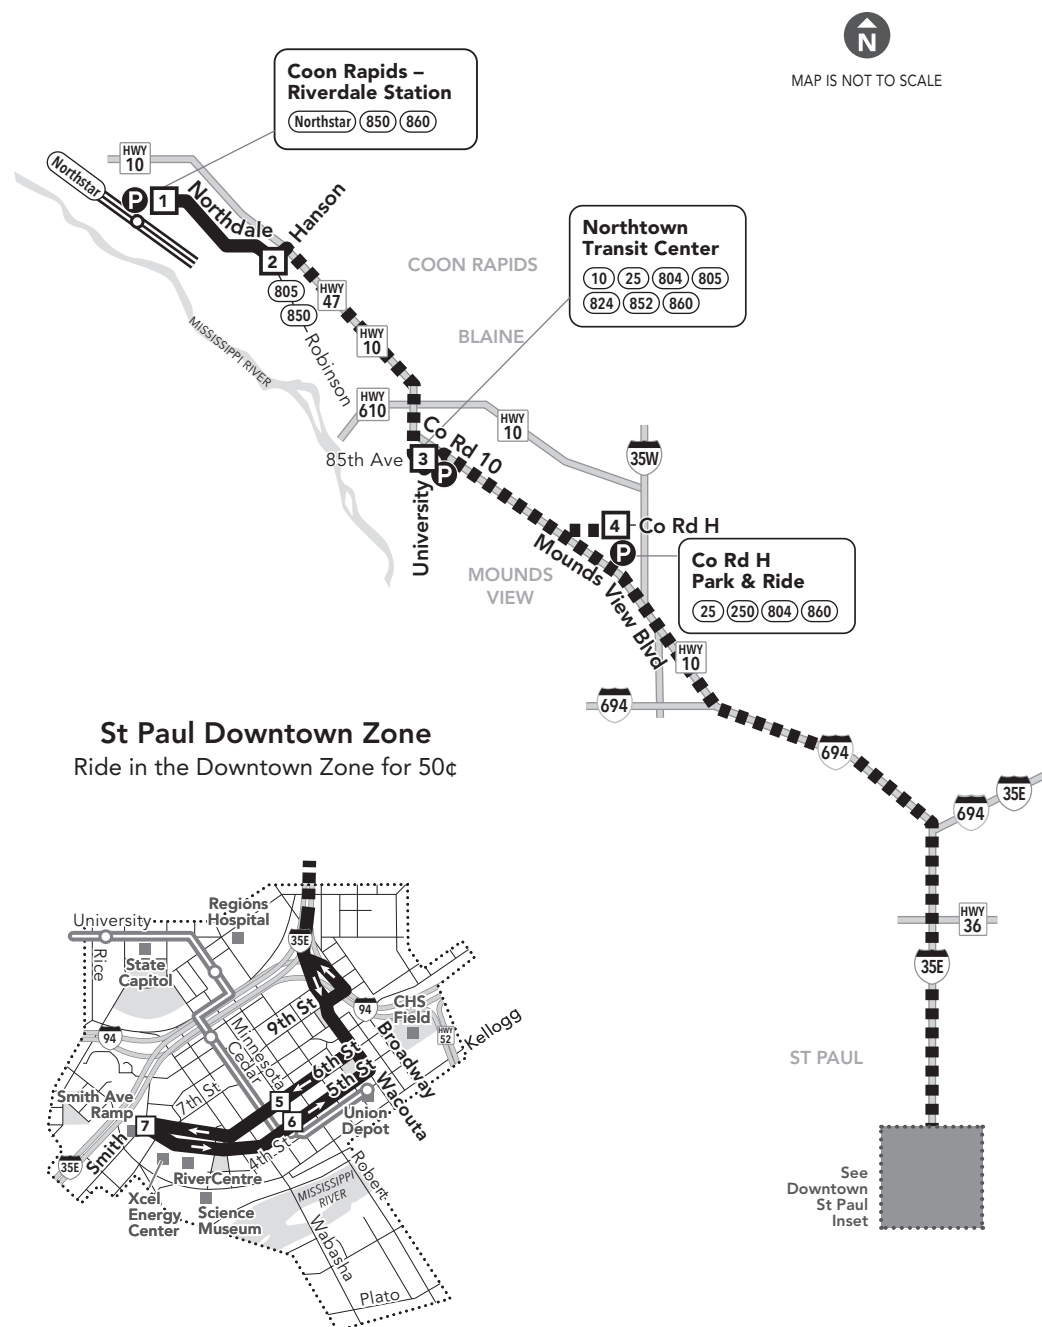 N
MAP IS NOT TO SCALE
Coon Rapids –
Riverdale Station
Northstar 850 860
HWY
10
Northstar
P
1
Northdale
Hanson
2
805
850
HWY
47
Robinson
MISSISSIPPI RIVER
COON RAPIDS
BLAINE
HWY
10
Northtown
Transit Center
10 25 804 805
824 852 860
HWY
610
HWY
10
Co Rd 10
85th Ave
3
P
University
35W
4
Co Rd H
P
Mounds View Blvd
MOUNDS
VIEW
Co Rd H
Park & Ride
25 250 804 860
HWY
10
694
694
694
35E
HWY
36
35E
ST PAUL
See
Downtown
St Paul
Inset
St Paul Downtown Zone
Ride in the Downtown Zone for 50¢
University
Regions
Hospital
35E
Rice
State
Capitol
94
9th St
94
CHS
Field
HWY
52
Kellogg
Minnesota
Cedar
Broadway
6th St
5th St
Wacouta
7th St
Smith Ave
Ramp
7
5
6
Union
Depot
4th St
Smith
35E
RiverCentre
Xcel
Energy
Center
Science
Museum
MISSISSIPPI
RIVER
Robert
Wabasha
Plato